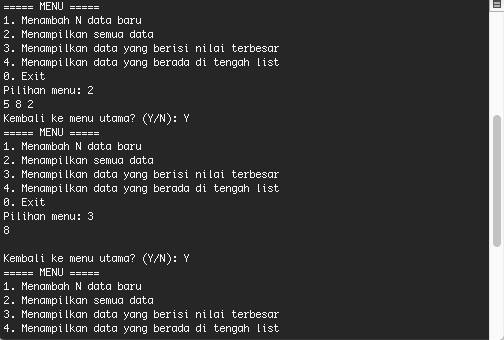 ===== MENU =====
1. Menambah N data baru
2. Menampilkan semua data
3. Menampilkan data yang berisi nilai terbesar
4. Menampilkan data yang berada di tengah list
0. Exit
Pilihan menu: 2
5 8 2
Kembali ke menu utama? (Y/N): Y
===== MENU =====
1. Menambah N data baru
2. Menampilkan semua data
3. Menampilkan data yang berisi nilai terbesar
4. Menampilkan data yang berada di tengah list
0. Exit
Pilihan menu: 3
8
Kembali ke menu utama? (Y/N): Y
===== MENU =====
1. Menambah N data baru
2. Menampilkan semua data
3. Menampilkan data yang berisi nilai terbesar
4. Menampilkan data yang berada di tengah list